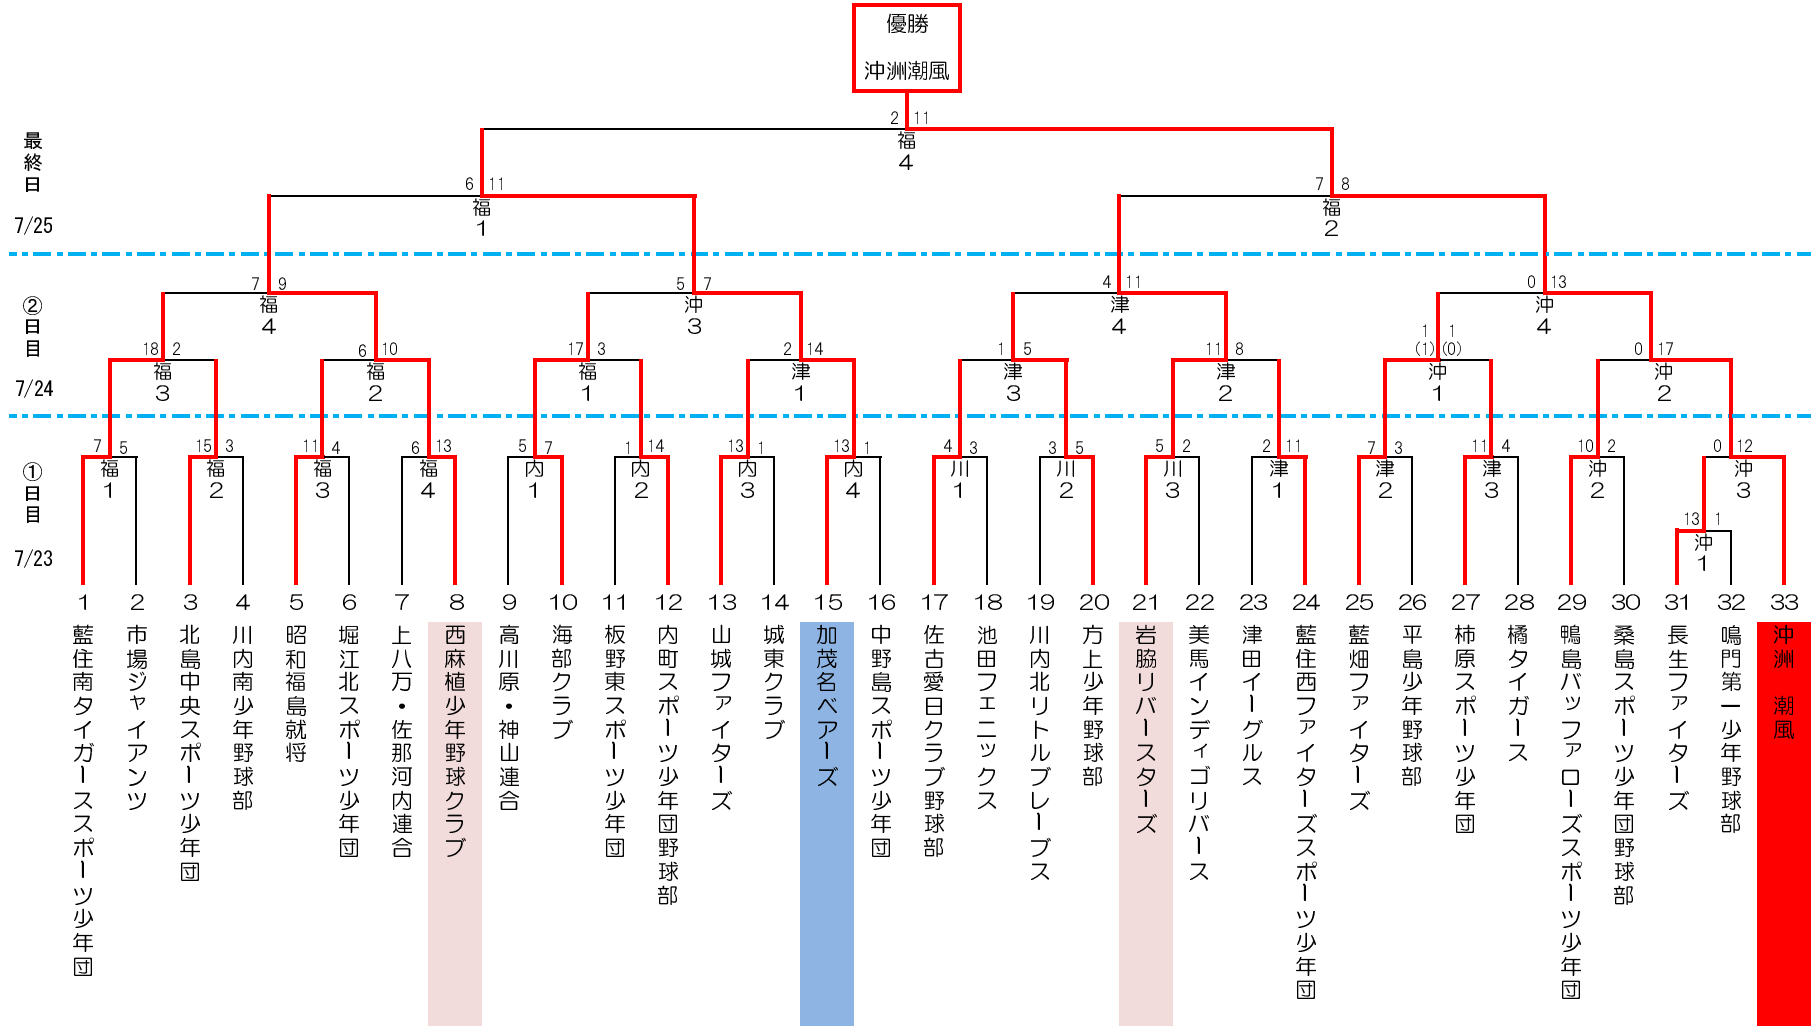 優勝
沖洲潮風
2 11
福
4
最終日
7/25
6 11
福
1
7 8
福
2
②日目
7/24
7 9
福
4
5 7
沖
3
4 11
津
4
0 13
沖
4
18 2
福
3
6 10
福
2
17 3
福
1
2 14
津
1
1 5
津
3
11 8
津
2
1 1
(1) (0)
沖
1
0 17
沖
2
①日目
7/23
7 5
福
1
15 3
福
2
11 4
福
3
6 13
福
4
5 7
内
1
1 14
内
2
13 1
内
3
13 1
内
4
4 3
川
1
3 5
川
2
5 2
川
3
2 11
津
1
7 3
津
2
11 4
津
3
10 2
沖
2
0 12
沖
3
13 1
沖
1
1 藍住南タイガーススポーツ少年団
2 市場ジャイアンツ
3 北島中央スポーツ少年団
4 川内南少年野球部
5 昭和福島就将
6 堀江北スポーツ少年団
7 上八万・佐那河内連合
8 西麻植少年野球クラブ
9 高川原・神山連合
10 海部クラブ
11 板野東スポーツ少年団
12 内町スポーツ少年団野球部
13 山城ファイターズ
14 城東クラブ
15 加茂名ベアーズ
16 中野島スポーツ少年団
17 佐古愛日クラブ野球部
18 池田フェニックス
19 川内北リトルブレーブス
20 方上少年野球部
21 岩脇リバースターズ
22 美馬インディゴリバース
23 津田イーグルス
24 藍住西ファイターズスポーツ少年団
25 藍畑ファイターズ
26 平島少年野球部
27 柿原スポーツ少年団
28 橘タイガース
29 鴨島バッファローズスポーツ少年団
30 桑島スポーツ少年団野球部
31 長生ファイターズ
32 鳴門第一少年野球部
33 沖洲 潮風